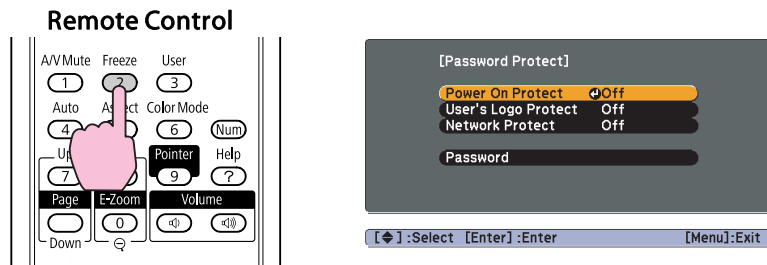 Remote Control
A/V Mute Freeze User
1 2 3
Auto Color Mode
4 6 Num
Pointer Help
7 9 ?
Page E-Zoom Volume
0
Down
[Password Protect]
Power On Protect Off
User's Logo Protect Off
Network Protect Off
Password
[ ] :Select [Enter] :Enter [Menu]:Exit